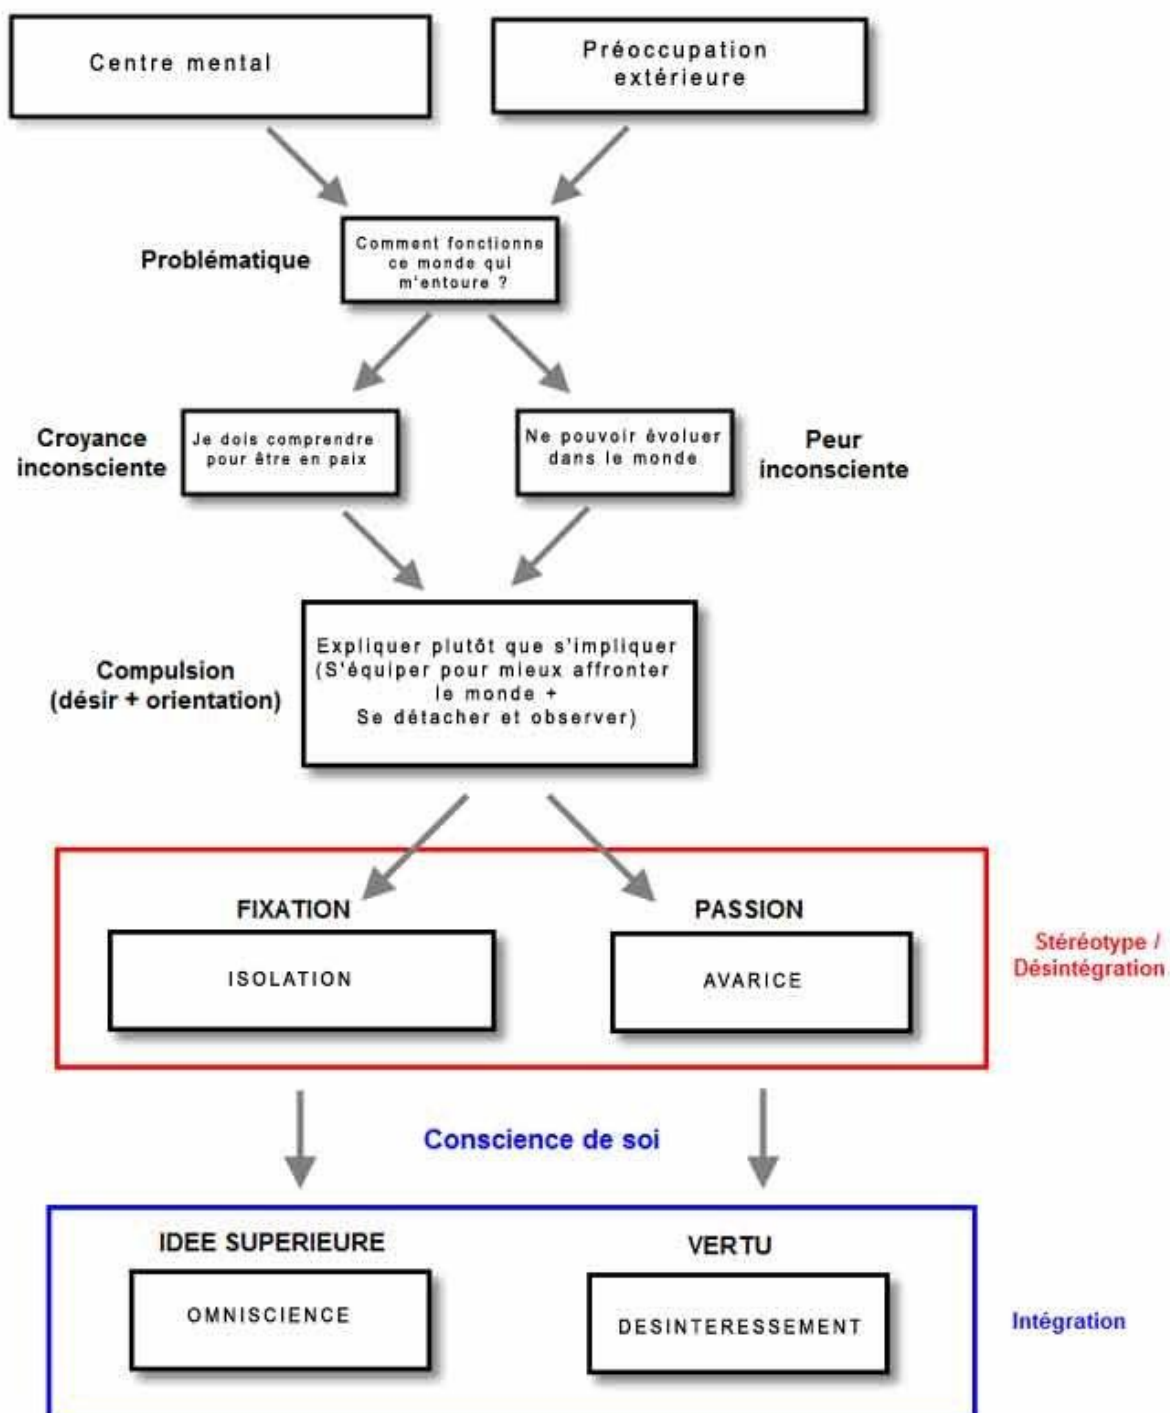 Centre mental
Préoccupation
extérieure
Problématique
Comment fonctionne
ce monde qui
m'entoure ?
Croyance
inconsciente
Je dois comprendre
pour être en paix
Ne pouvoir évoluer
dans le monde
Peur
inconsciente
Compulsion
(désir + orientation)
Expliquer plutôt que s'impliquer
(S'équiper pour mieux affronter
le monde +
Se détacher et observer)
FIXATION
PASSION
ISOLATION
AVARICE
Stéréotype /
Désintégration
Conscience de soi
IDEE SUPERIEURE
VERTU
OMNISCIENCE
DESINTERESSEMENT
Intégration